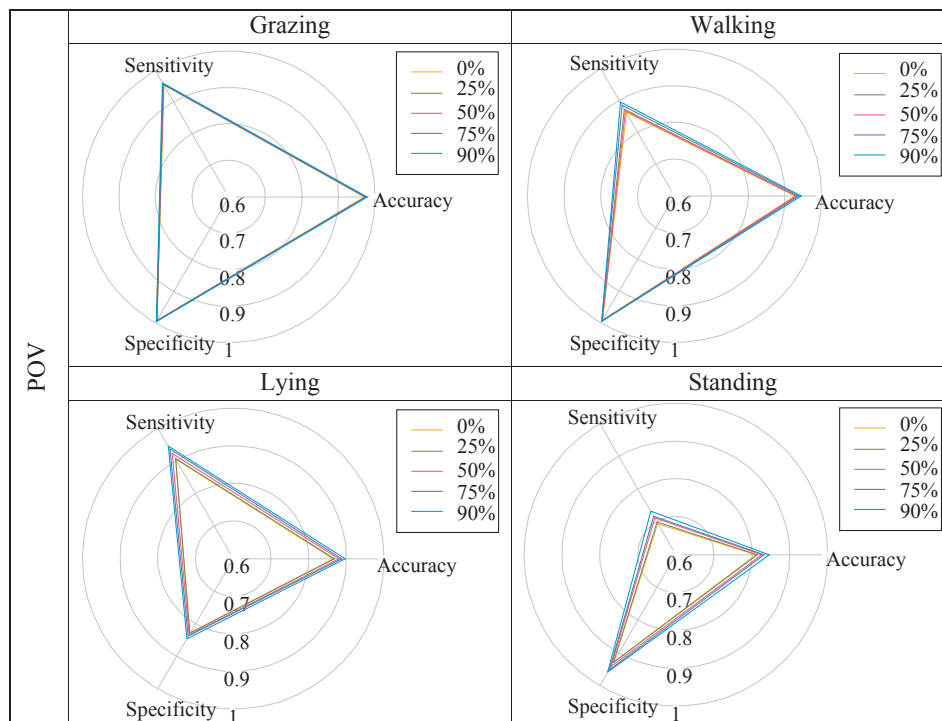 POV
Grazing
Sensitivity
Accuracy
Specificity
0.6
0.7
0.8
0.9
1
0%
25%
50%
75%
90%
Walking
Sensitivity
Accuracy
Specificity
0.6
0.7
0.8
0.9
1
0%
25%
50%
75%
90%
Lying
Sensitivity
Accuracy
Specificity
0.6
0.7
0.8
0.9
1
0%
25%
50%
75%
90%
Standing
Sensitivity
Accuracy
Specificity
0.6
0.7
0.8
0.9
1
0%
25%
50%
75%
90%